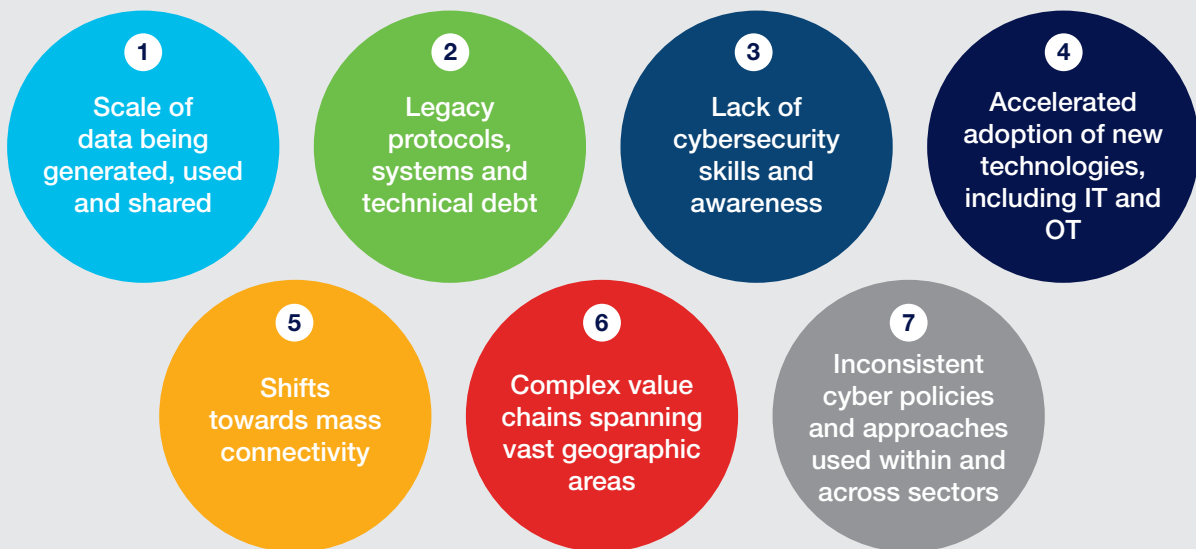 1
Scale of
data being
generated, used
and shared
2
Legacy
protocols,
systems and
technical debt
3
Lack of
cybersecurity
skills and
awareness
4
Accelerated
adoption of new
technologies,
including IT and
OT
5
Shifts
towards mass
connectivity
6
Complex value
chains spanning
vast geographic
areas
7
Inconsistent
cyber policies
and approaches
used within and
across sectors